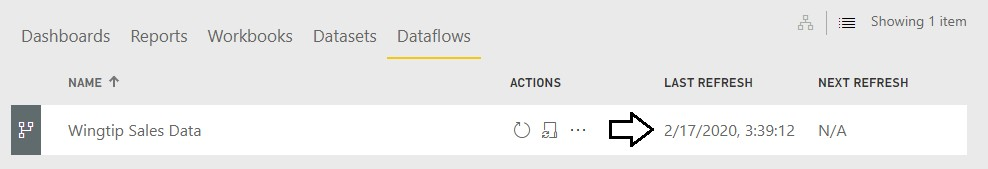 Showing 1 item
Dashboards Reports Workbooks Datasets Dataflows
NAME ACTIONS LAST REFRESH NEXT REFRESH
Wingtip Sales Data ... 2/17/2020, 3:39:12 N/A